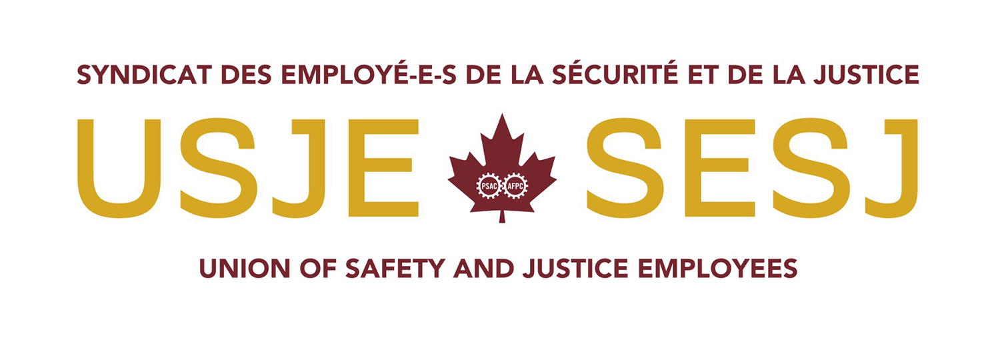 SYNDICAT DES EMPLOYÉ-E-S DE LA SÉCURITÉ ET DE LA JUSTICE
USJE SESJ
PSAC AFPC
UNION OF SAFETY AND JUSTICE EMPLOYEES